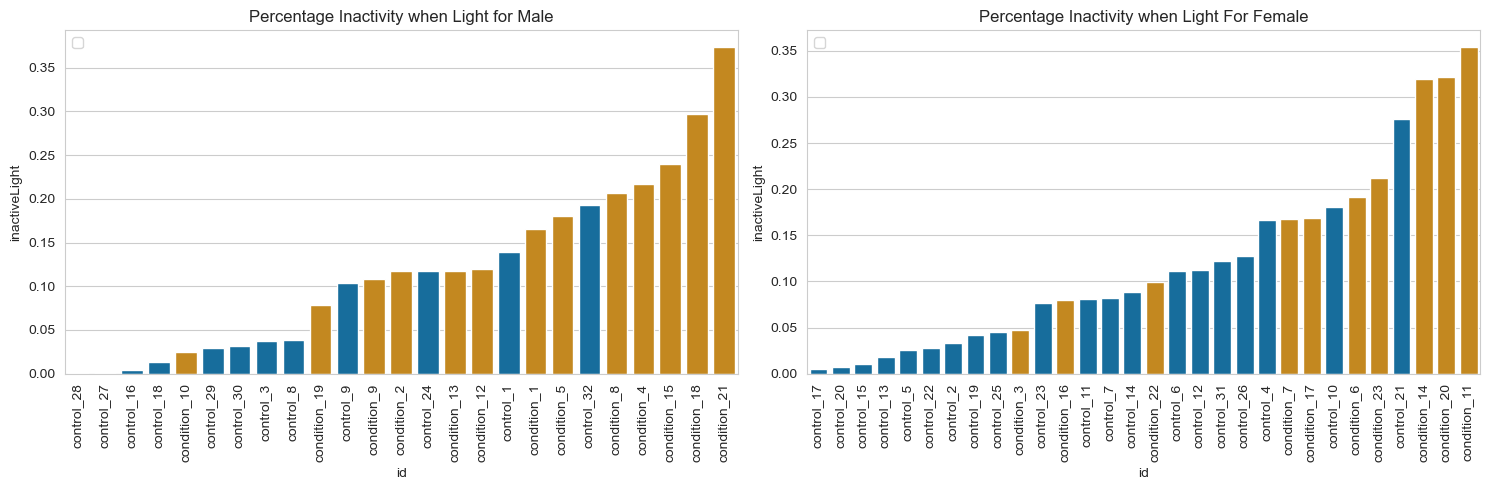 Percentage Inactivity when Light for Male
inactiveLight
0.35
0.30
0.25
0.20
0.15
0.10
0.05
0.00
control_28
control_27
control_16
control_18
condition_10
control_29
control_30
control_3
control_8
condition_19
control_9
condition_9
condition_2
control_24
condition_13
condition_12
control_1
condition_1
condition_5
control_32
condition_8
condition_4
condition_15
condition_18
condition_21
id
Percentage Inactivity when Light For Female
inactiveLight
0.35
0.30
0.25
0.20
0.15
0.10
0.05
0.00
control_17
control_20
control_15
control_13
control_5
control_22
control_2
control_19
control_25
condition_3
control_23
condition_16
control_11
control_7
control_14
condition_22
control_6
control_12
control_31
control_26
control_4
condition_7
condition_17
control_10
condition_6
condition_23
control_21
condition_14
condition_20
condition_11
id